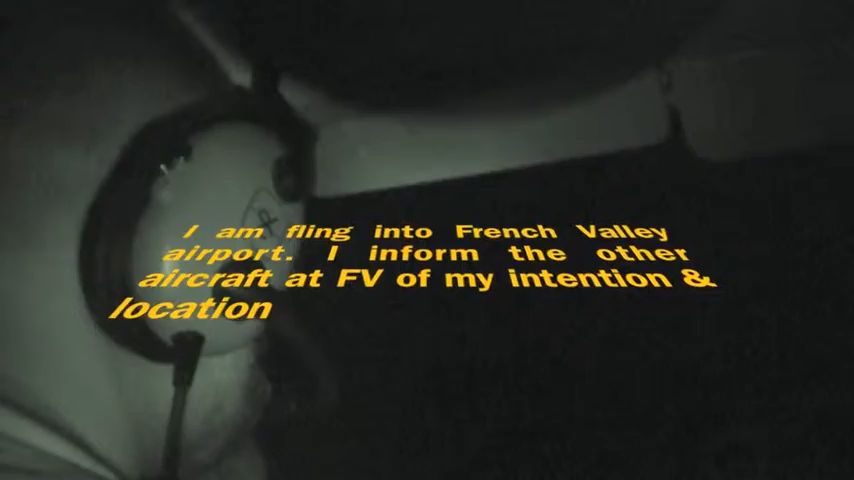 I am fling into French Valley
airport. I inform the other
aircraft at FV of my intention &
location